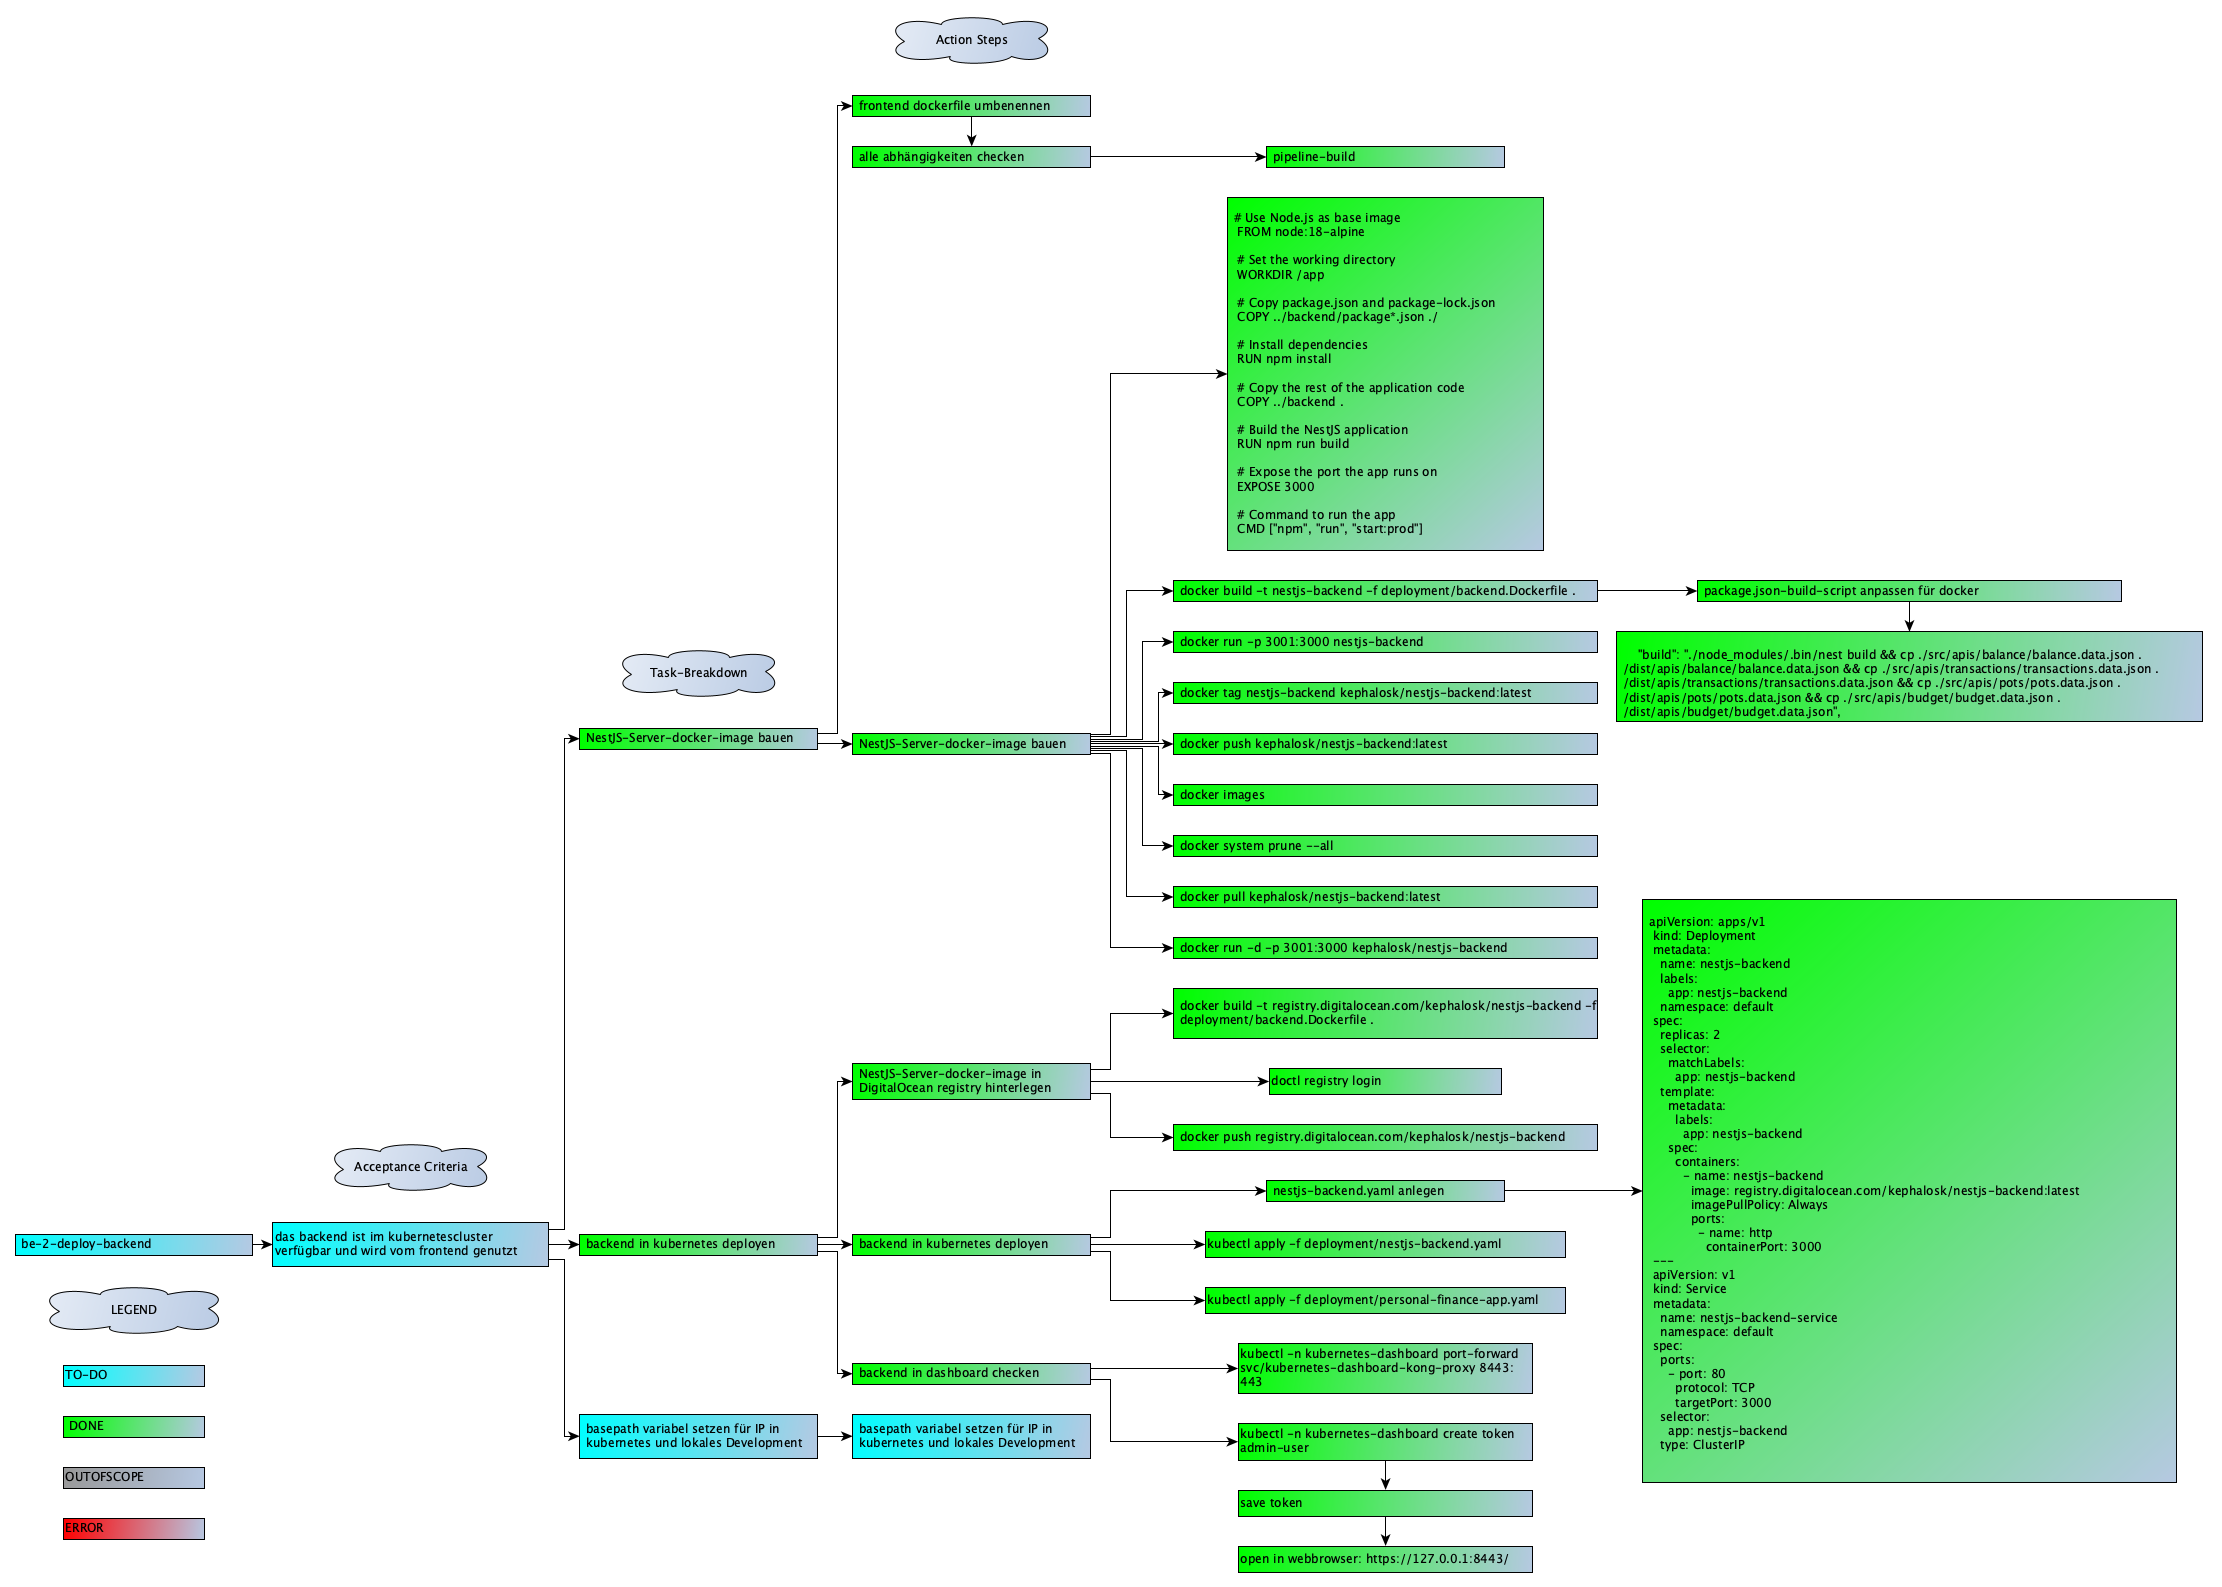 Action Steps
frontend dockerfile umbenennen
alle abhängigkeiten checken
pipeline-build
# Use Node.js as base image
FROM node:18-alpine
# Set the working directory
WORKDIR /app
# Copy package.json and package-lock.json
COPY ../backend/package*.json ./
# Install dependencies
RUN npm install
# Copy the rest of the application code
COPY ../backend .
# Build the NestJS application
RUN npm run build
# Expose the port the app runs on
EXPOSE 3000
# Command to run the app
CMD ["npm", "run", "start:prod"]
docker build -t nestjs-backend -f deployment/backend.Dockerfile .
package.json-build-script anpassen für docker
docker run -p 3001:3000 nestjs-backend
"build": "./node_modules/.bin/nest build && cp ./src/apis/balance/balance.data.json .
/dist/apis/balance/balance.data.json && cp ./src/apis/transactions/transactions.data.json .
/dist/apis/transactions/transactions.data.json && cp ./src/apis/pots/pots.data.json .
/dist/apis/pots/pots.data.json && cp ./src/apis/budget/budget.data.json .
/dist/apis/budget/budget.data.json",
Task-Breakdown
docker tag nestjs-backend kephalosk/nestjs-backend:latest
NestJS-Server-docker-image bauen
NestJS-Server-docker-image bauen
docker push kephalosk/nestjs-backend:latest
docker images
docker system prune --all
docker pull kephalosk/nestjs-backend:latest
docker run -d -p 3001:3000 kephalosk/nestjs-backend
docker build -t registry.digitalocean.com/kephalosk/nestjs-backend -f
deployment/backend.Dockerfile .
NestJS-Server-docker-image in
DigitalOcean registry hinterlegen
doctl registry login
docker push registry.digitalocean.com/kephalosk/nestjs-backend
Acceptance Criteria
nestjs-backend.yaml anlegen
be-2-deploy-backend
das backend ist im kubernetescluster
verfügbar und wird vom frontend genutzt
backend in kubernetes deployen
backend in kubernetes deployen
kubectl apply -f deployment/nestjs-backend.yaml
kubectl apply -f deployment/personal-finance-app.yaml
apiVersion: apps/v1
kind: Deployment
metadata:
name: nestjs-backend
labels:
app: nestjs-backend
namespace: default
spec:
replicas: 2
selector:
matchLabels:
app: nestjs-backend
template:
metadata:
labels:
app: nestjs-backend
spec:
containers:
- name: nestjs-backend
image: registry.digitalocean.com/kephalosk/nestjs-backend:latest
imagePullPolicy: Always
ports:
- name: http
containerPort: 3000
---
apiVersion: v1
kind: Service
metadata:
name: nestjs-backend-service
namespace: default
spec:
ports:
- port: 80
protocol: TCP
targetPort: 3000
selector:
app: nestjs-backend
type: ClusterIP
LEGEND
TO-DO
DONE
OUTOFSCOPE
ERROR
backend in dashboard checken
kubectl -n kubernetes-dashboard port-forward
svc/kubernetes-dashboard-kong-proxy 8443:
443
basepath variabel setzen für IP in
kubernetes und lokales Development
basepath variabel setzen für IP in
kubernetes und lokales Development
kubectl -n kubernetes-dashboard create token
admin-user
save token
open in webbrowser: https://127.0.0.1:8443/